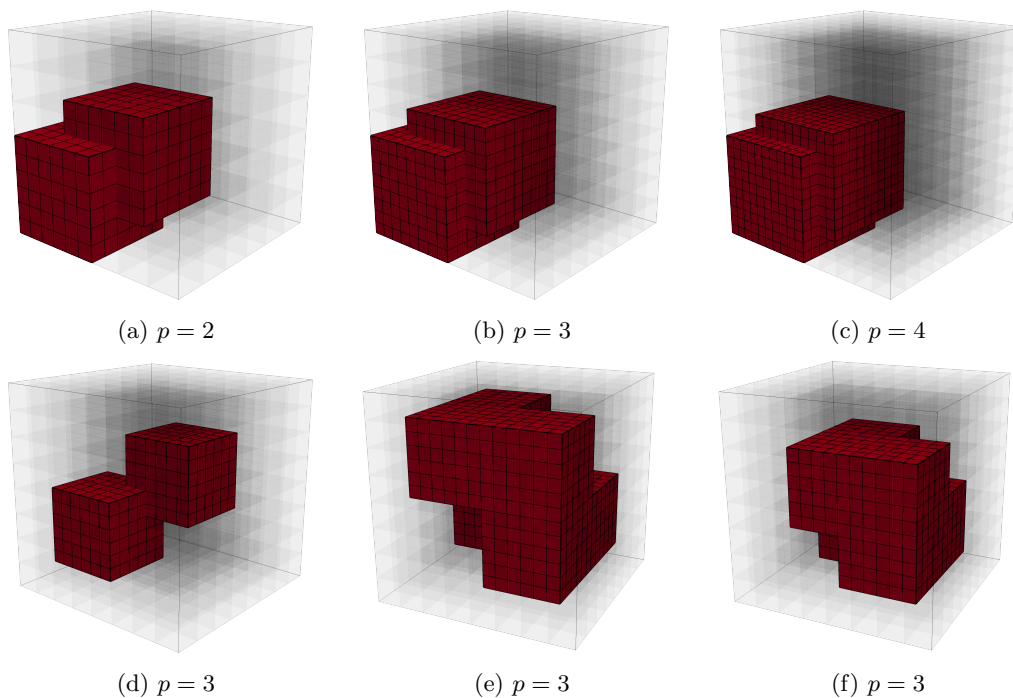 (a) p = 2
(b) p = 3
(c) p = 4
(d) p = 3
(e) p = 3
(f) p = 3